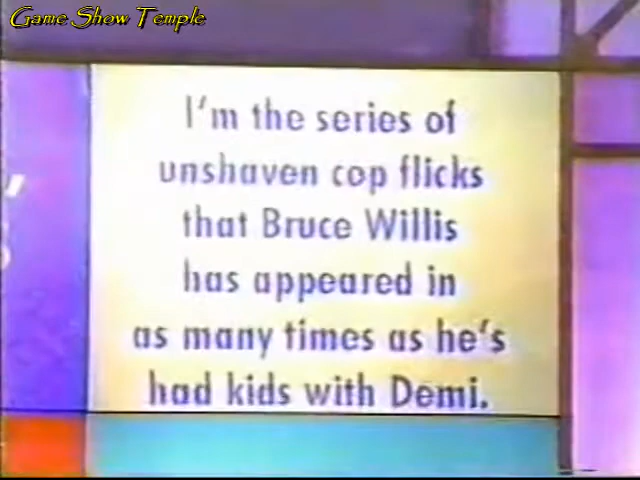 Game Show Temple
I'm the series of
unshaven cop flicks
that Bruce Willis
has appeared in
as many times as he's
had kids with Demi.